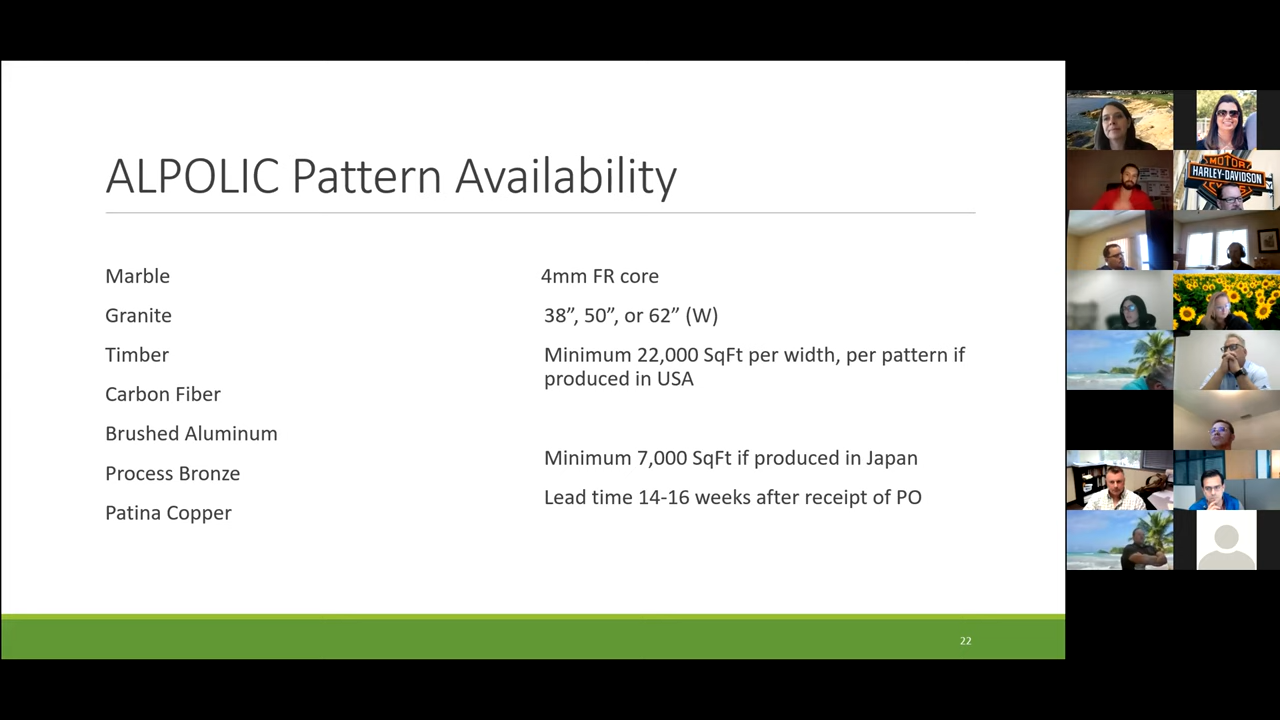 ALPOLIC Pattern Availability
Marble
Granite
Timber
Carbon Fiber
Brushed Aluminum
Process Bronze
Patina Copper
4mm FR core
38”, 50”, or 62” (W)
Minimum 22,000 SqFt per width, per pattern if
produced in USA
Minimum 7,000 SqFt if produced in Japan
Lead time 14-16 weeks after receipt of PO
22
MOTOR
HARLEY-DAVIDSON